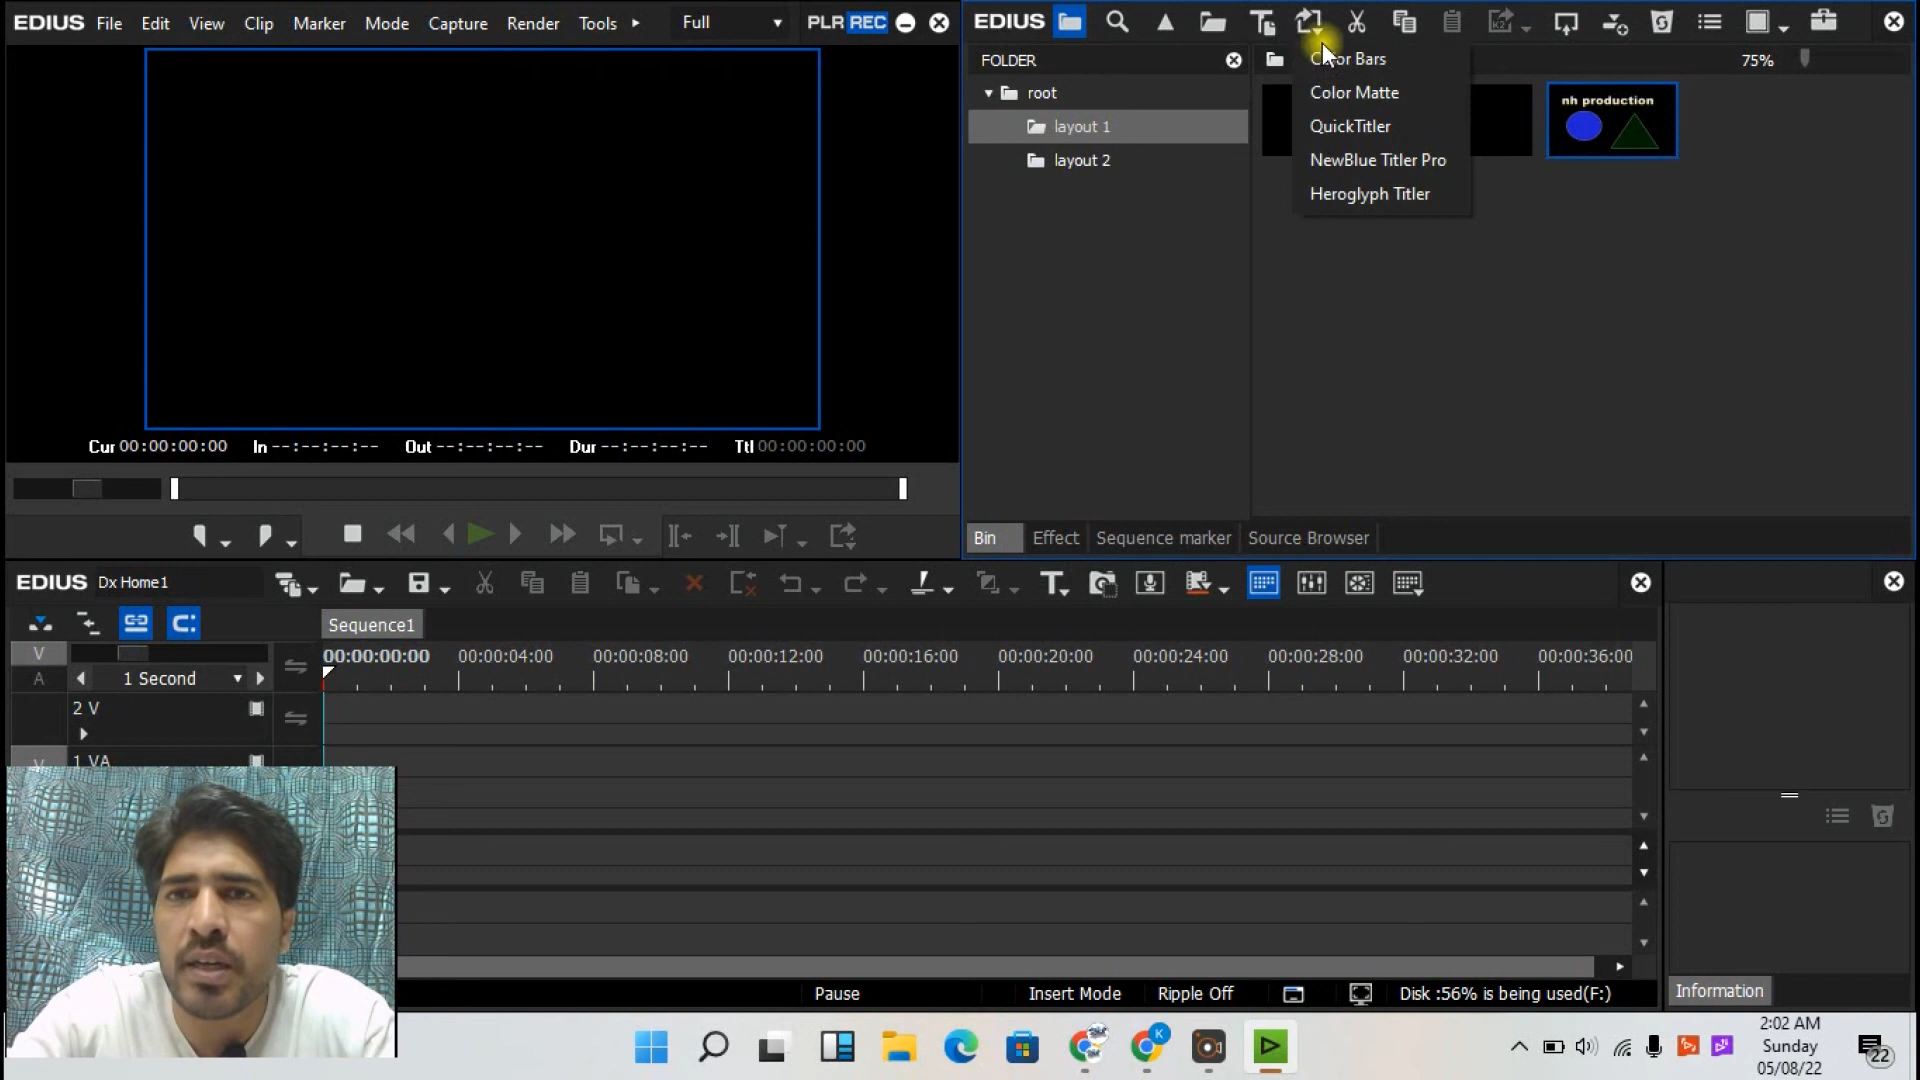 EDIUS File Edit View Clip Marker Mode Capture Render Tools Full PLR REC
EDIUS
FOLDER
75%
root
layout 1
layout 2
Color Bars
Color Matte
QuickTitler
NewBlue Titler Pro
Heroglyph Titler
nh production
Cur 00:00:00:00 In --:--:--:-- Out --:--:--:-- Dur --:--:--:-- Ttl 00:00:00:00
Bin Effect Sequence marker Source Browser
EDIUS Dx Home1
Sequence1
V
A
1 Second
00:00:00:00 00:00:04:00 00:00:08:00 00:00:12:00 00:00:16:00 00:00:20:00 00:00:24:00 00:00:28:00 00:00:32:00 00:00:36:00
2 V
V
1 VA
Pause Insert Mode Ripple Off Disk :56% is being used(F:)
Information
K
2:02 AM
Sunday
05/08/22
22